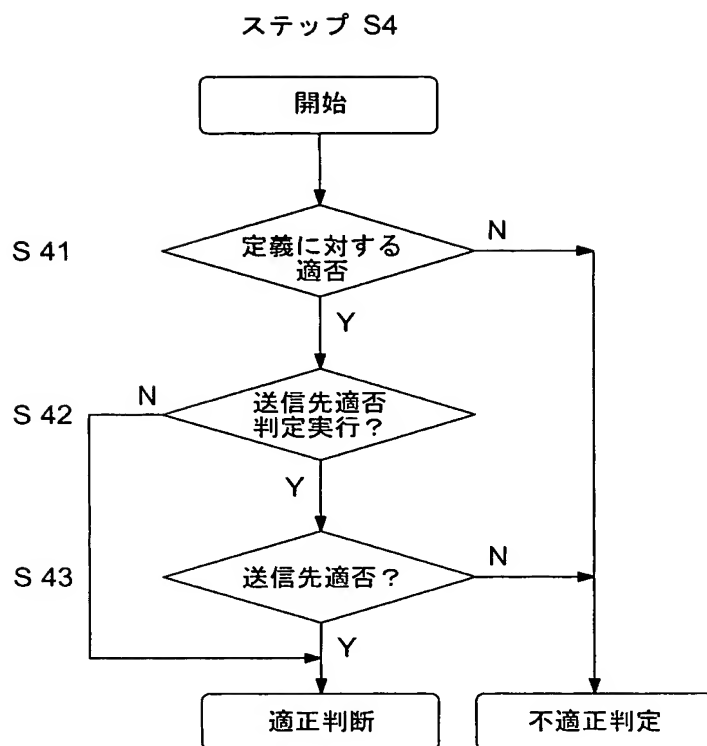 ステップ S4
開始
S 41
定義に対する
適否
N
Y
S 42
N
送信先適否
判定実行？
Y
S 43
送信先適否？
N
Y
適正判断
不適正判定